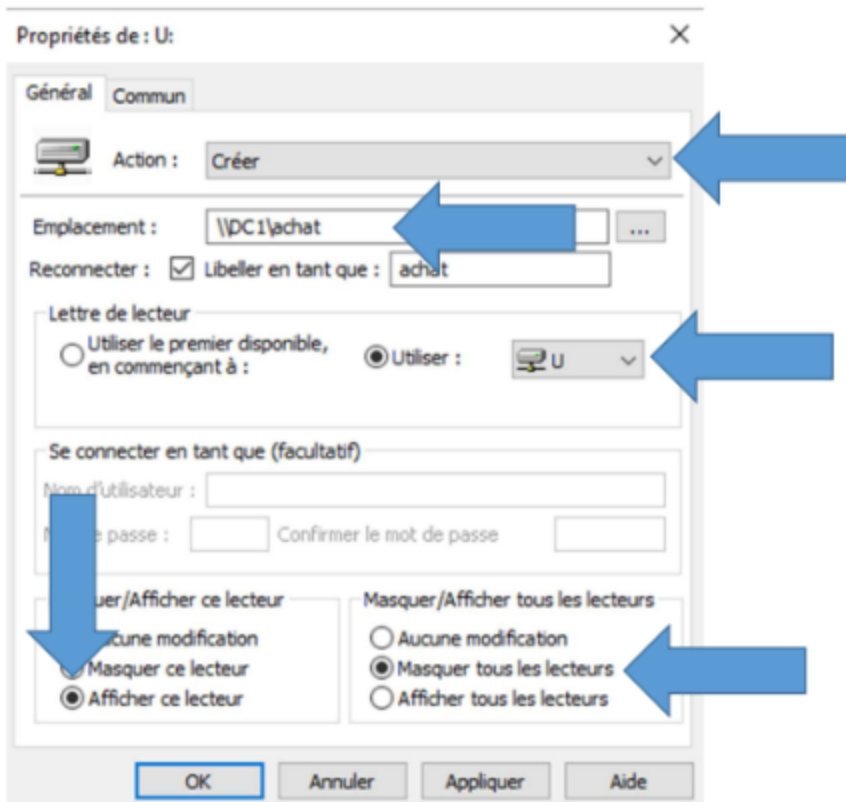 Propriétés de : U:
Général Commun
Action : Créer
Emplacement : \\DC1\achat ...
Reconnecter : Libeller en tant que : achat
Lettre de lecteur
Utiliser le premier disponible,
en commençant à :
Utiliser : U
Se connecter en tant que (facultatif)
Nom d'utilisateur :
passe : Confirmer le mot de passe
ce lecteur Masquer/Afficher tous les lecteurs
modification Aucune modification
Masquer ce lecteur Masquer tous les lecteurs
Afficher ce lecteur Afficher tous les lecteurs
OK Annuler Appliquer Aide